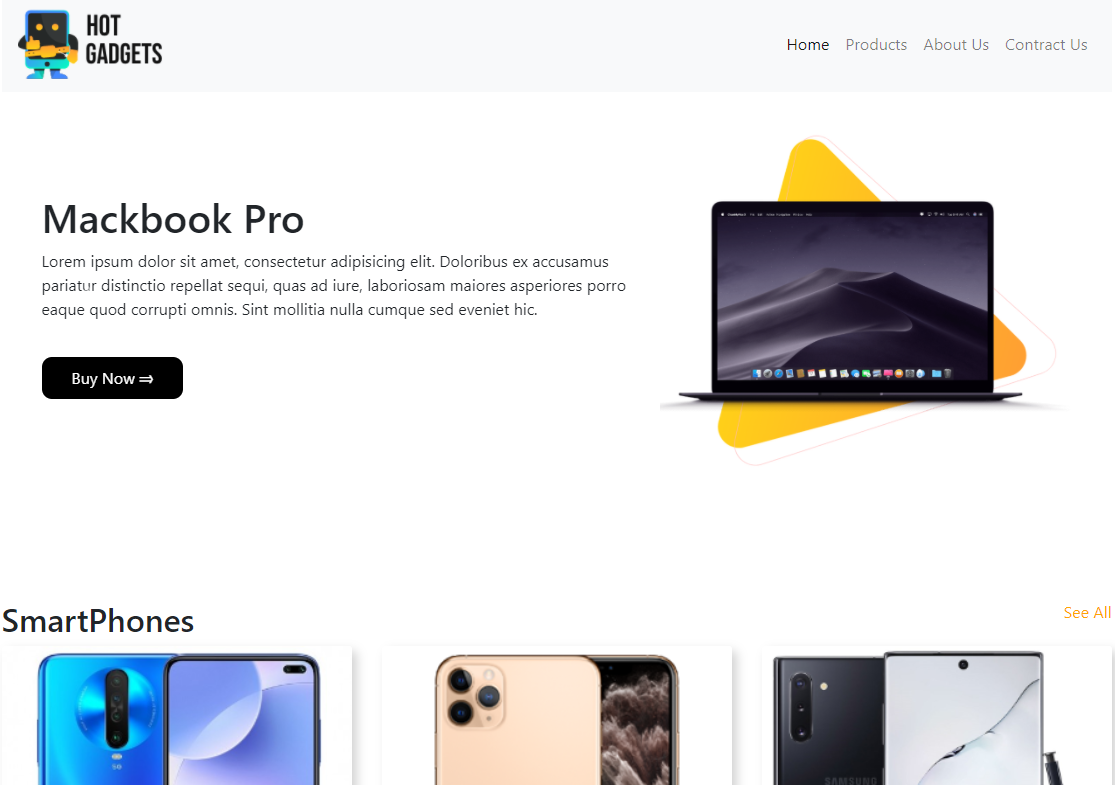 HOT
GADGETS
Home Products About Us Contract Us
Mackbook Pro
Lorem ipsum dolor sit amet, consectetur adipisicing elit. Doloribus ex accusamus
pariatur distinctio repellat sequi, quas ad iure, laboriosam maiores asperiores porro
eaque quod corrupti omnis. Sint mollitia nulla cumque sed eveniet hic.
Buy Now ⇒
SmartPhones
See All
5G
SAMSUNG